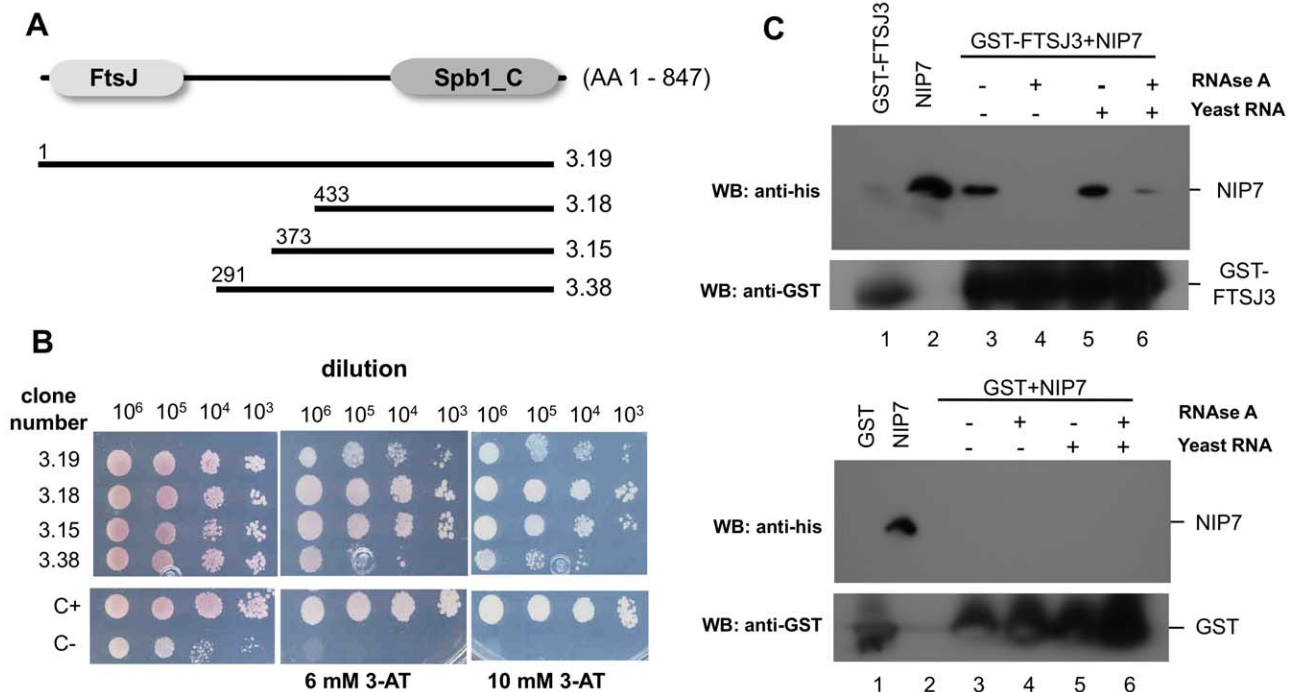 A
FtsJ
Spb1_C
(AA 1 - 847)
1
3.19
433
3.18
373
3.15
291
3.38
B
dilution
clone number
10⁶ 10⁵ 10⁴ 10³
10⁶ 10⁵ 10⁴ 10³
10⁶ 10⁵ 10⁴ 10³
3.19
3.18
3.15
3.38
C+
C-
6 mM 3-AT
10 mM 3-AT
C
GST-FTSJ3
NIP7
GST-FTSJ3+NIP7
- + - + RNAse A
- - + + Yeast RNA
WB: anti-his
NIP7
WB: anti-GST
GST-
FTSJ3
1 2 3 4 5 6
GST
NIP7
GST+NIP7
- + - + RNAse A
- - + + Yeast RNA
WB: anti-his
NIP7
WB: anti-GST
GST
1 2 3 4 5 6